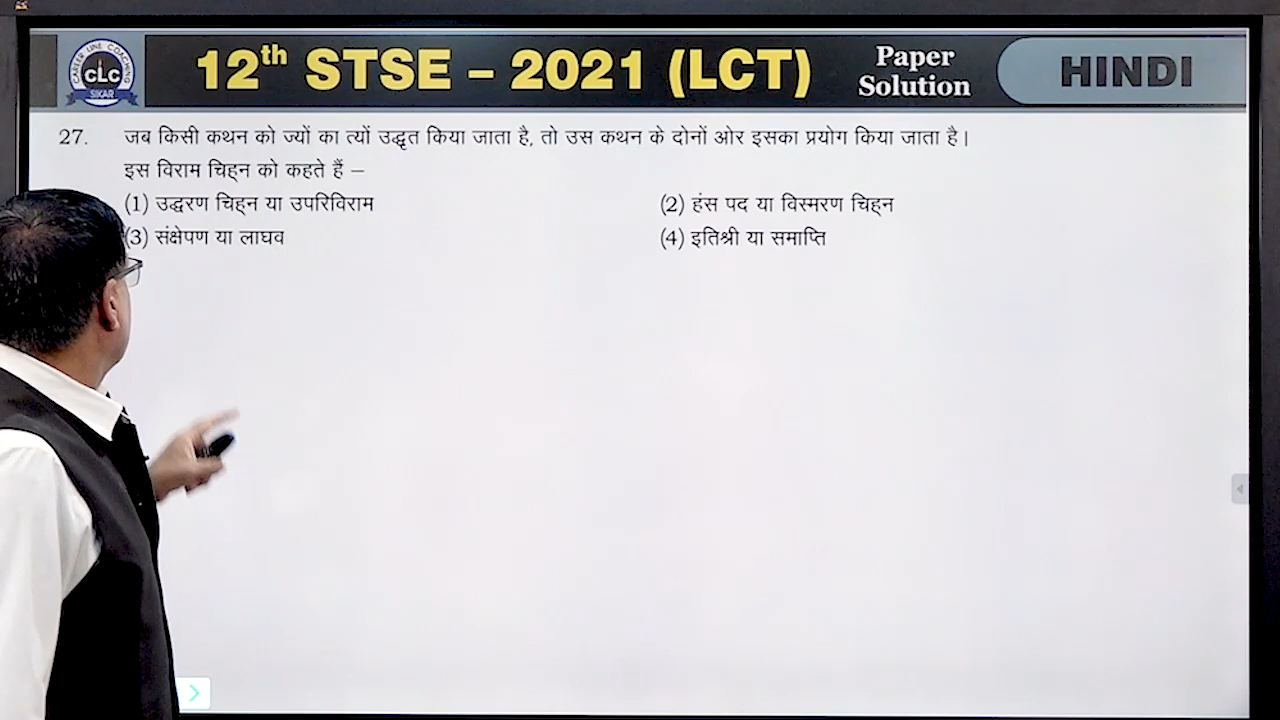 CAREER LINE COACHING
CLC
SIKAR
12th STSE – 2021 (LCT)
Paper
Solution
HINDI
27. जब किसी कथन को ज्यों का त्यों उद्धृत किया जाता है, तो उस कथन के दोनों ओर इसका प्रयोग किया जाता है।
इस विराम चिह्न को कहते हैं –
(1) उद्धरण चिह्न या उपरिविराम (2) हंस पद या विस्मरण चिह्न
(3) संक्षेपण या लाघव (4) इतिश्री या समाप्ति